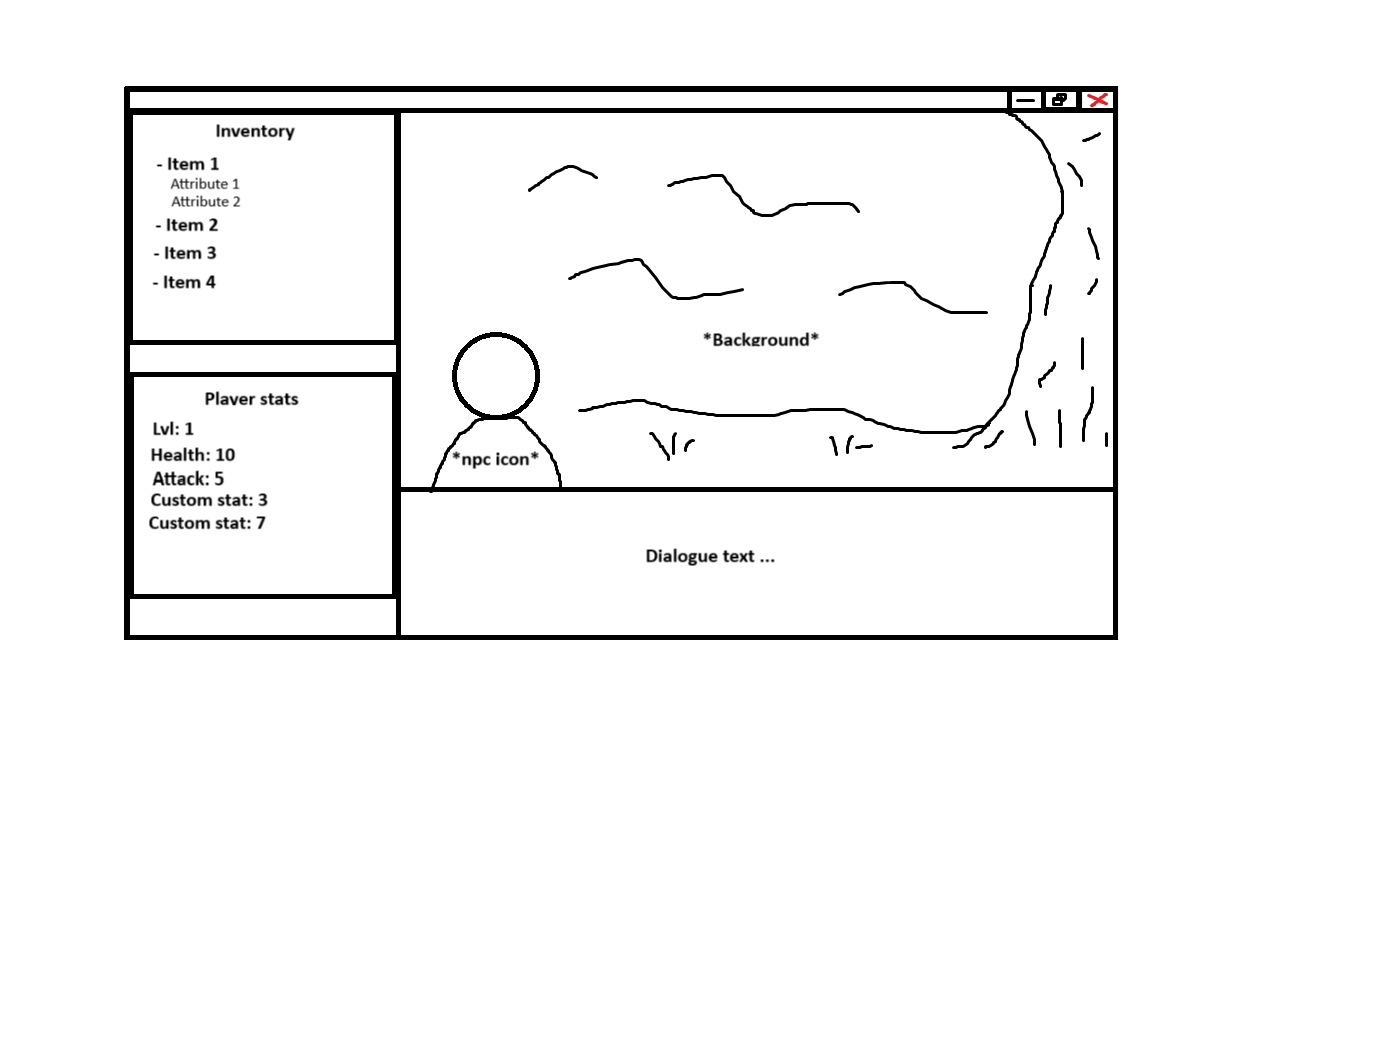 Inventory
- Item 1
Attribute 1
Attribute 2
- Item 2
- Item 3
- Item 4
*Background*
Player stats
Lvl: 1
Health: 10
Attack: 5
Custom stat: 3
Custom stat: 7
*npc icon*
Dialogue text ...